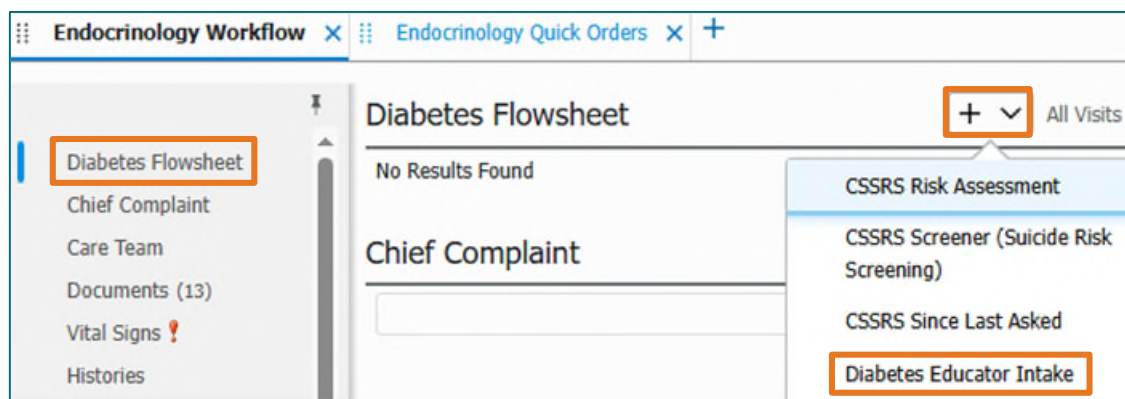 Endocrinology Workflow
Endocrinology Quick Orders
Diabetes Flowsheet
Chief Complaint
Care Team
Documents (13)
Vital Signs
Histories
Diabetes Flowsheet
All Visits
No Results Found
Chief Complaint
CSSRS Risk Assessment
CSSRS Screener (Suicide Risk
Screening)
CSSRS Since Last Asked
Diabetes Educator Intake